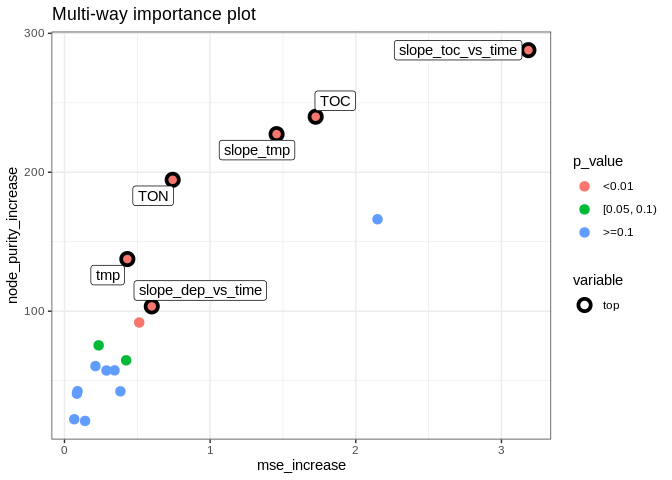 Multi-way importance plot
300
slope_toc_vs_time
TOC
slope_tmp
p_value
<0.01
200
TON
[0.05, 0.1)
>=0.1
node_purity_increase
tmp
variable
slope_dep_vs_time
top
100
0
1
2
3
mse_increase